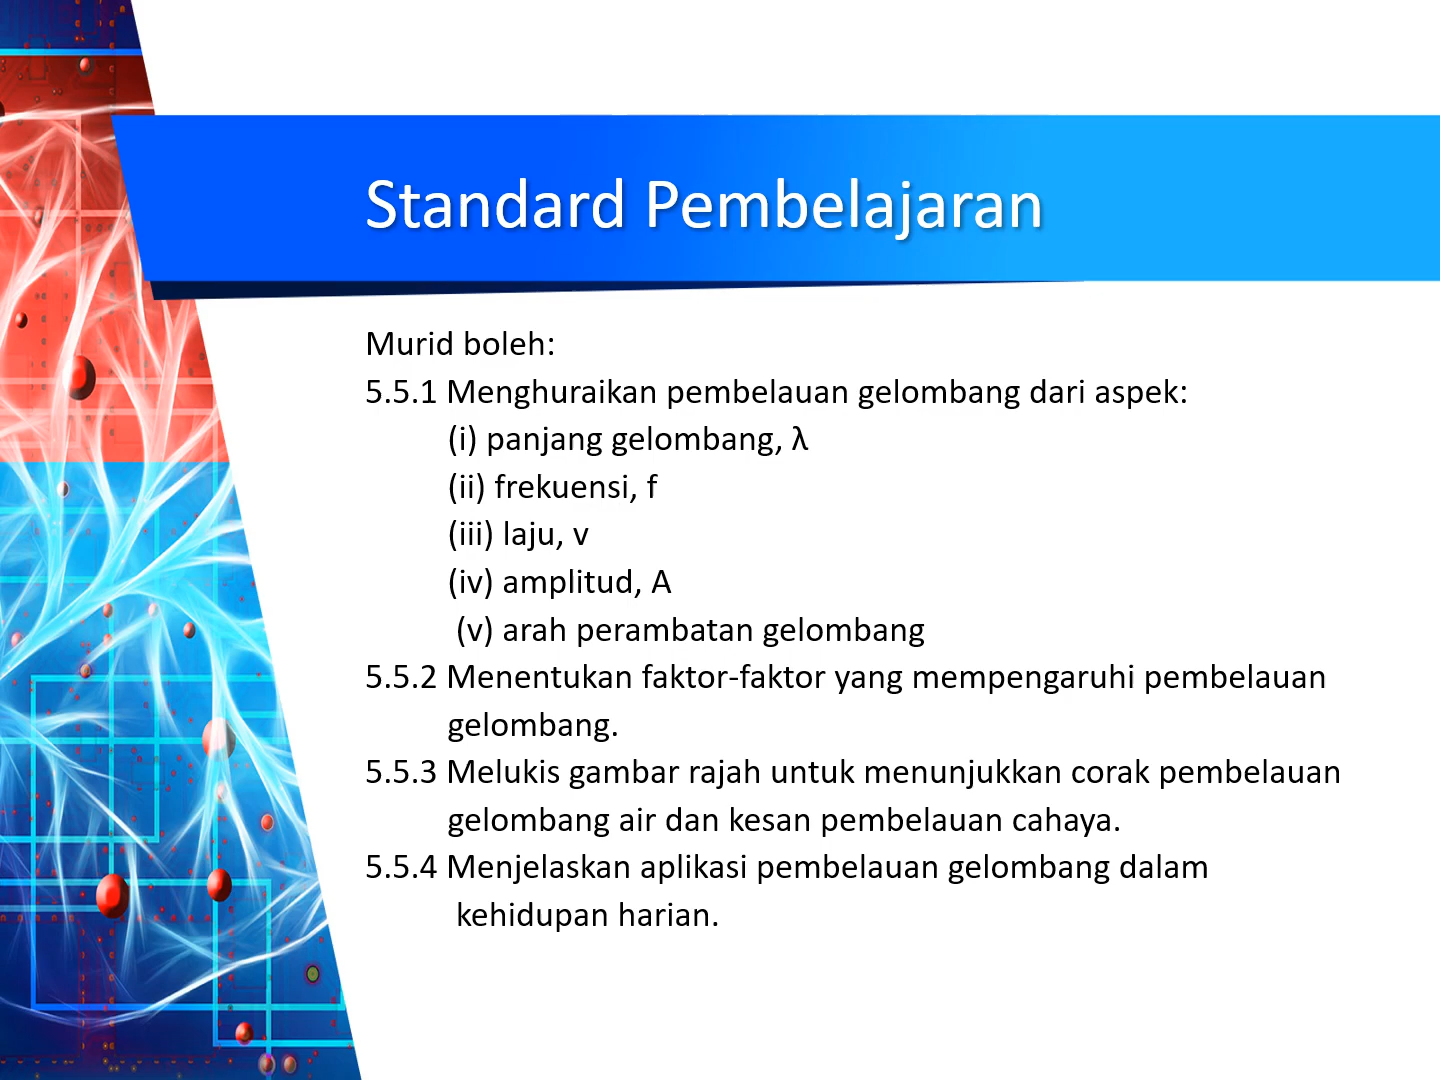 Standard Pembelajaran
Murid boleh:
5.5.1 Menghuraikan pembelauan gelombang dari aspek:
(i) panjang gelombang, λ
(ii) frekuensi, f
(iii) laju, v
(iv) amplitud, A
(v) arah perambatan gelombang
5.5.2 Menentukan faktor-faktor yang mempengaruhi pembelauan
gelombang.
5.5.3 Melukis gambar rajah untuk menunjukkan corak pembelauan
gelombang air dan kesan pembelauan cahaya.
5.5.4 Menjelaskan aplikasi pembelauan gelombang dalam
kehidupan harian.